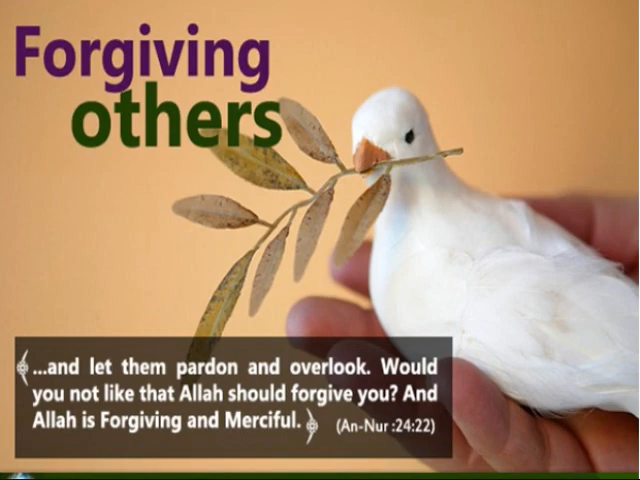 Forgiving
others
﴾...and let them pardon and overlook. Would
you not like that Allah should forgive you? And
Allah is Forgiving and Merciful.﴿ (An-Nur :24:22)